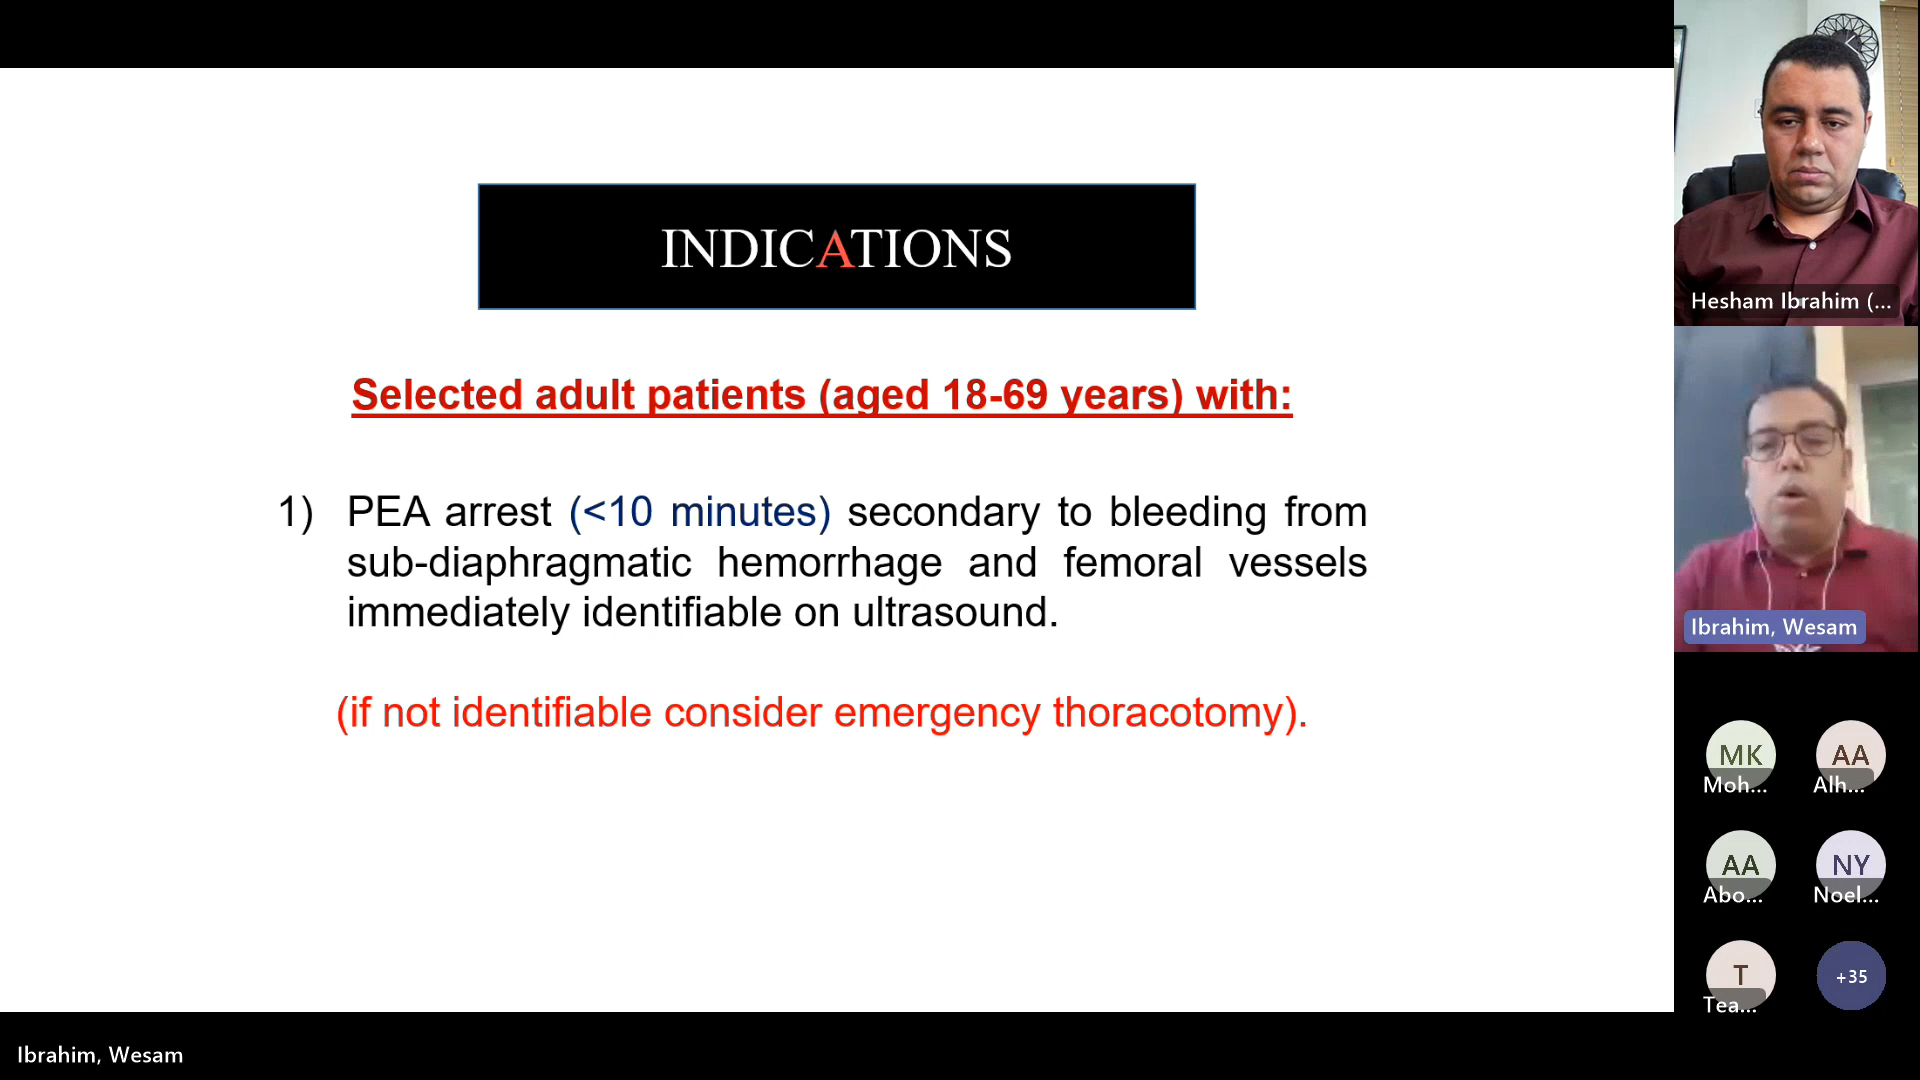 INDICATIONS
Selected adult patients (aged 18-69 years) with:
1) PEA arrest (<10 minutes) secondary to bleeding from
sub-diaphragmatic hemorrhage and femoral vessels
immediately identifiable on ultrasound.
(if not identifiable consider emergency thoracotomy).
Hesham Ibrahim (...
Ibrahim, Wesam
MK
Moh...
AA
Alh...
AA
Abo...
NY
Noel...
T
Tea...
+35
Ibrahim, Wesam